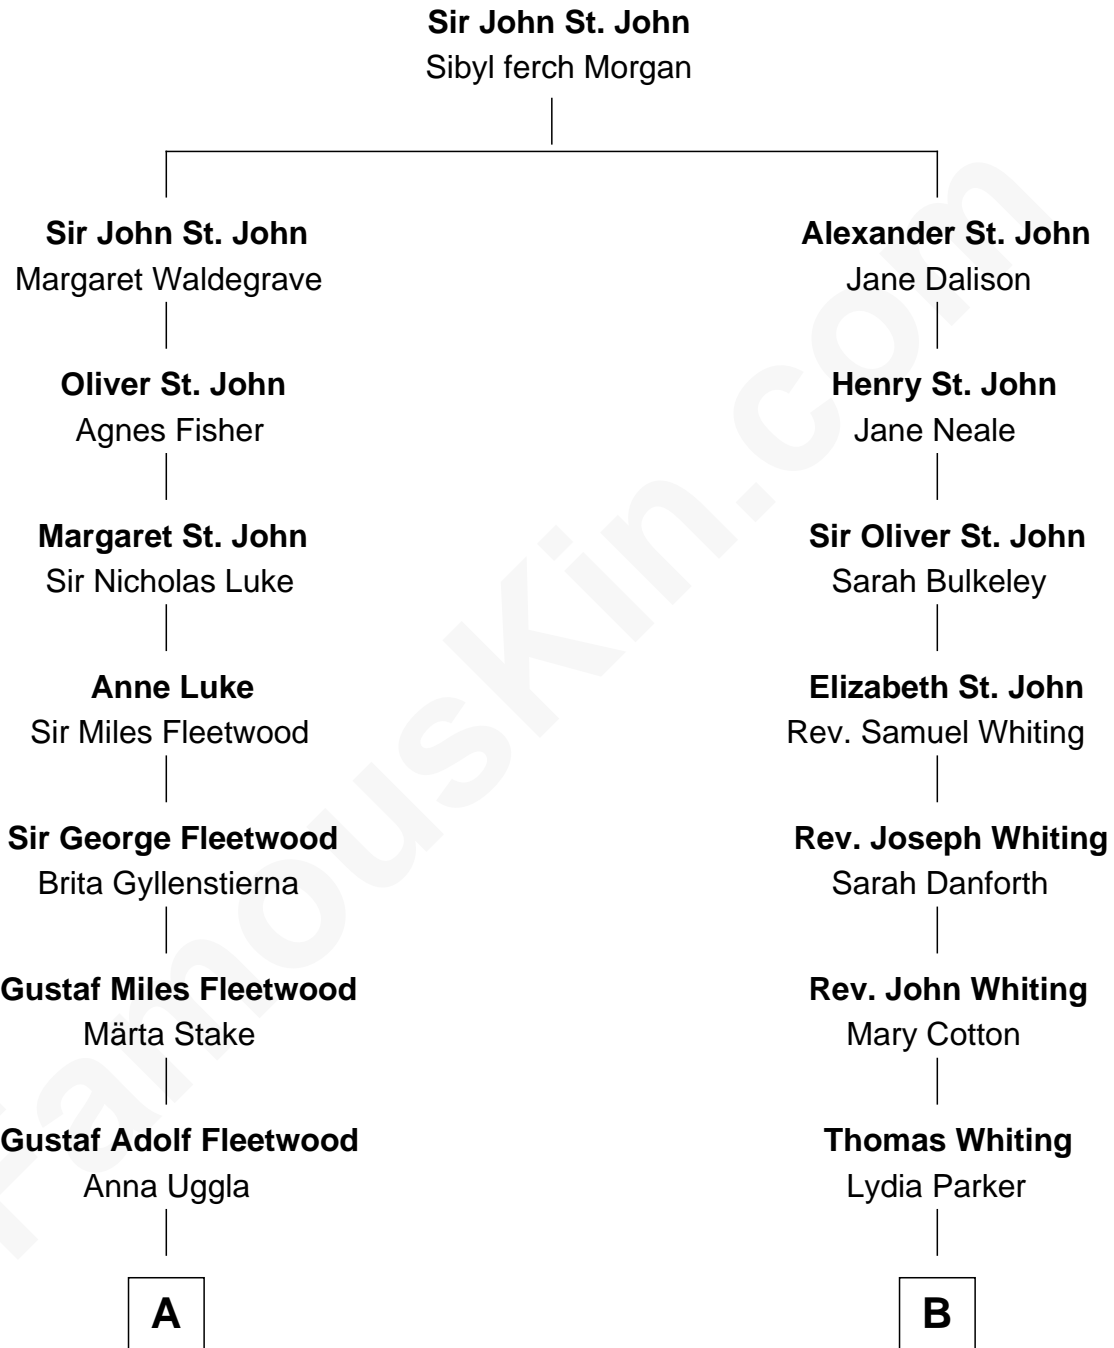 Sir John St. John
Sibyl ferch Morgan
Sir John St. John
Margaret Waldegrave
Alexander St. John
Jane Dalison
Oliver St. John
Agnes Fisher
Henry St. John
Jane Neale
Margaret St. John
Sir Nicholas Luke
Sir Oliver St. John
Sarah Bulkeley
Anne Luke
Sir Miles Fleetwood
Elizabeth St. John
Rev. Samuel Whiting
Sir George Fleetwood
Brita Gyllenstierna
Rev. Joseph Whiting
Sarah Danforth
Gustaf Miles Fleetwood
Märta Stake
Rev. John Whiting
Mary Cotton
Gustaf Adolf Fleetwood
Anna Uggla
Thomas Whiting
Lydia Parker
A
B
FamousKin.com